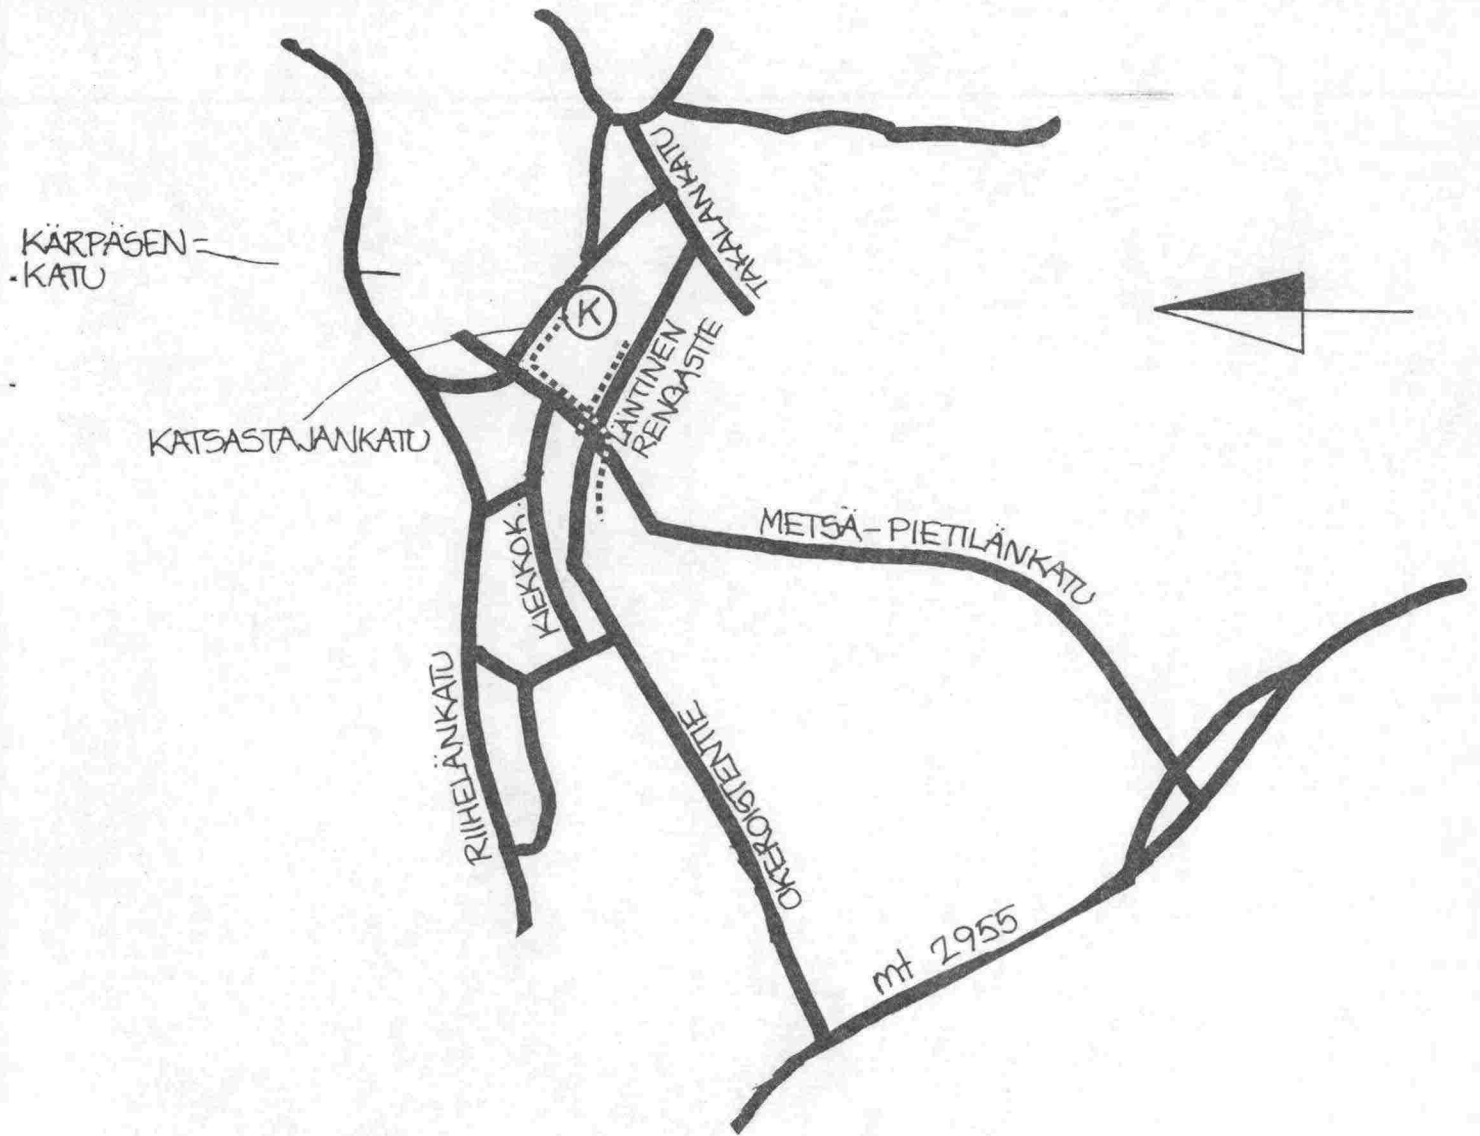 TAKALANKATU
KÄRPÄSEN=
KATU
K
LÄNTINEN
RENGASTIE
KATSASTAJANKATU
METSÄ-PIETILÄNKATU
KIEKKOK.
RIIHELÄNKATU
OKEROISTENTIE
mt 2955